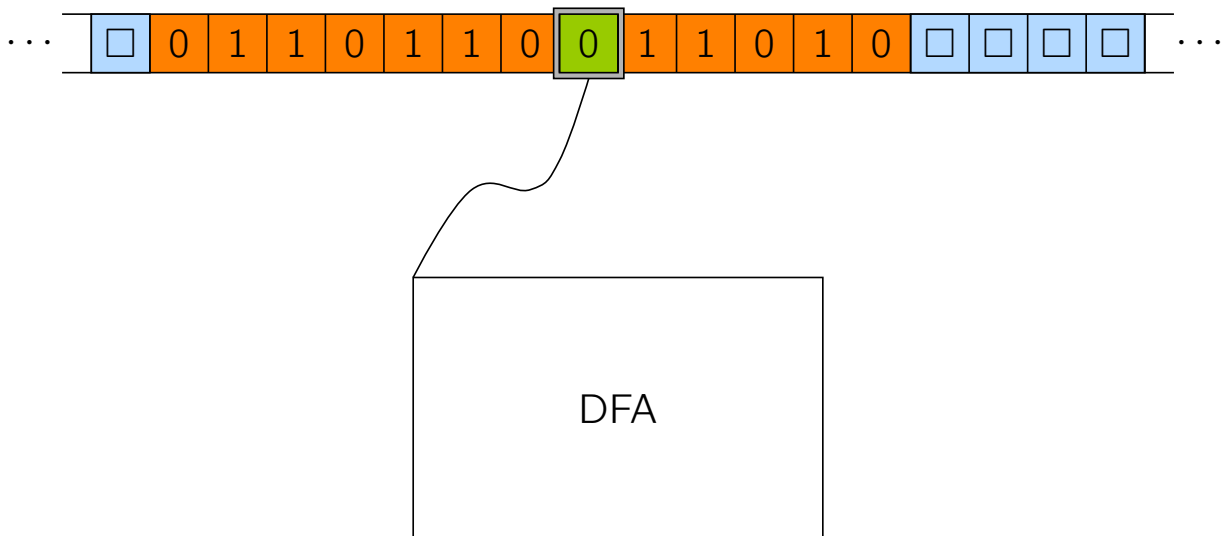 ··· □ 0 1 1 0 1 1 0 0 1 1 0 1 0 □ □ □ □ ···
DFA